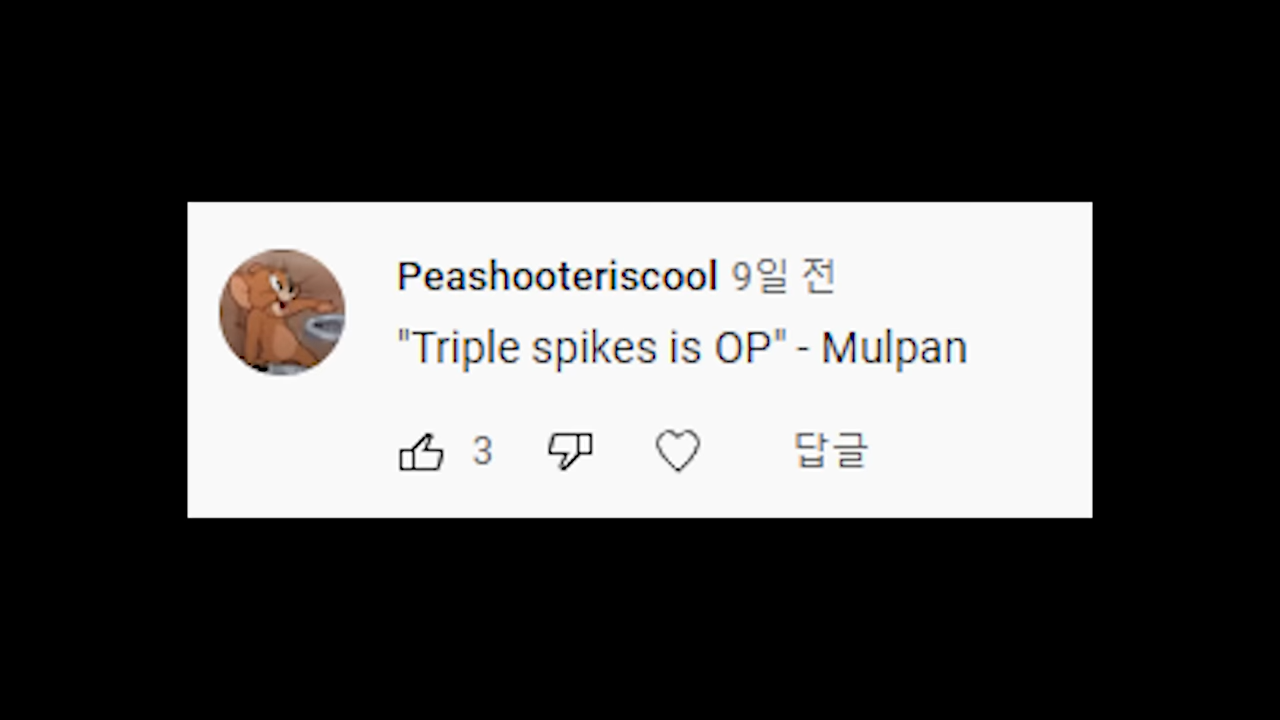 Peashooteriscool 9일 전
"Triple spikes is OP" - Mulpan
3 답글